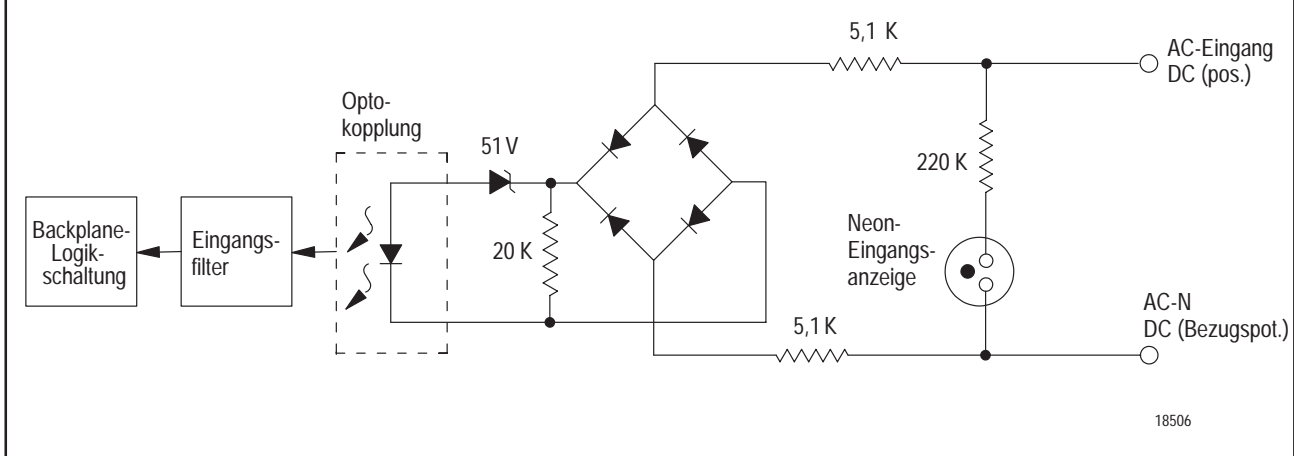 5,1 K
AC-Eingang
DC (pos.)
Opto-
kopplung
51 V
220 K
Backplane-
Logik-
schaltung
Eingangs-
filter
20 K
Neon-
Eingangs-
anzeige
5,1 K
AC-N
DC (Bezugspot.)
18506